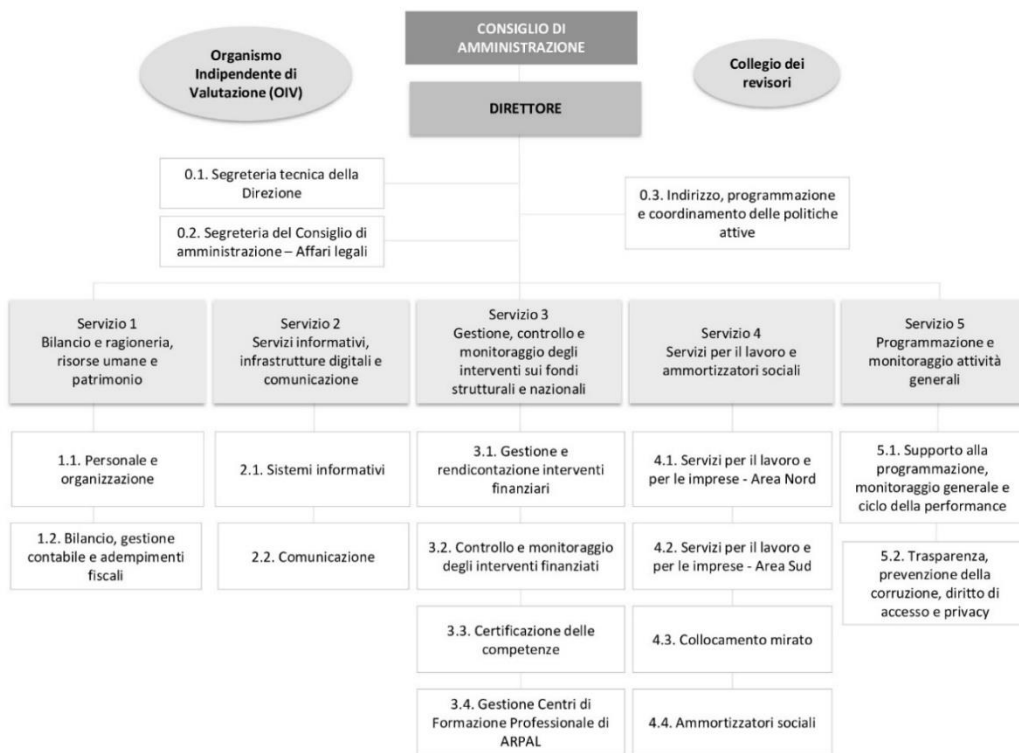 CONSIGLIO DI
AMMINISTRAZIONE
Organismo
Indipendente di
Valutazione (OIV)
Collegio dei
revisori
DIRETTORE
0.1. Segreteria tecnica della
Direzione
0.2. Segreteria del Consiglio di
amministrazione – Affari legali
0.3. Indirizzo, programmazione
e coordinamento delle politiche
attive
Servizio 1
Bilancio e ragioneria,
risorse umane e
patrimonio
Servizio 2
Servizi informativi,
infrastrutture digitali e
comunicazione
Servizio 3
Gestione, controllo e
monitoraggio degli
interventi sui fondi
strutturali e nazionali
Servizio 4
Servizi per il lavoro e
ammortizzatori sociali
Servizio 5
Programmazione e
monitoraggio attività
generali
1.1. Personale e
organizzazione
1.2. Bilancio, gestione
contabile e adempimenti
fiscali
2.1. Sistemi informativi
2.2. Comunicazione
3.1. Gestione e
rendicontazione interventi
finanziari
3.2. Controllo e monitoraggio
degli interventi finanziati
3.3. Certificazione delle
competenze
3.4. Gestione Centri di
Formazione Professionale di
ARPAL
4.1. Servizi per il lavoro e
per le imprese - Area Nord
4.2. Servizi per il lavoro e
per le imprese - Area Sud
4.3. Collocamento mirato
4.4. Ammortizzatori sociali
5.1. Supporto alla
programmazione,
monitoraggio generale e
ciclo della performance
5.2. Trasparenza,
prevenzione della
corruzione, diritto di
accesso e privacy